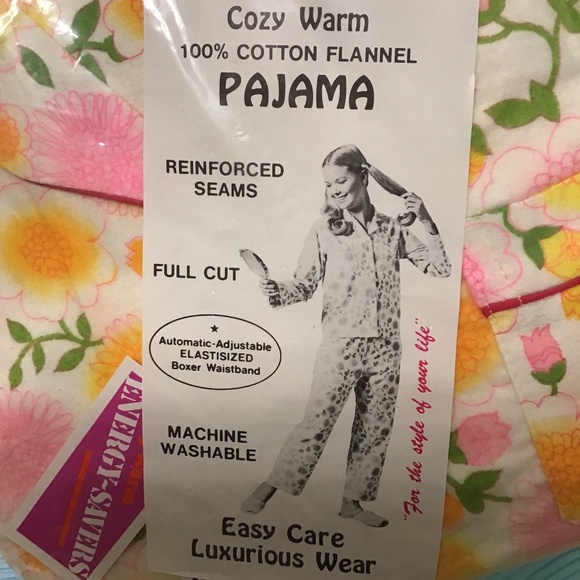 Cozy Warm
100% COTTON FLANNEL
PAJAMA
REINFORCED
SEAMS
FULL CUT
★
Automatic-Adjustable
ELASTISIZED
Boxer Waistband
MACHINE
WASHABLE
"For the style of your life"
Easy Care
Luxurious Wear
ENERGY-SAVERS